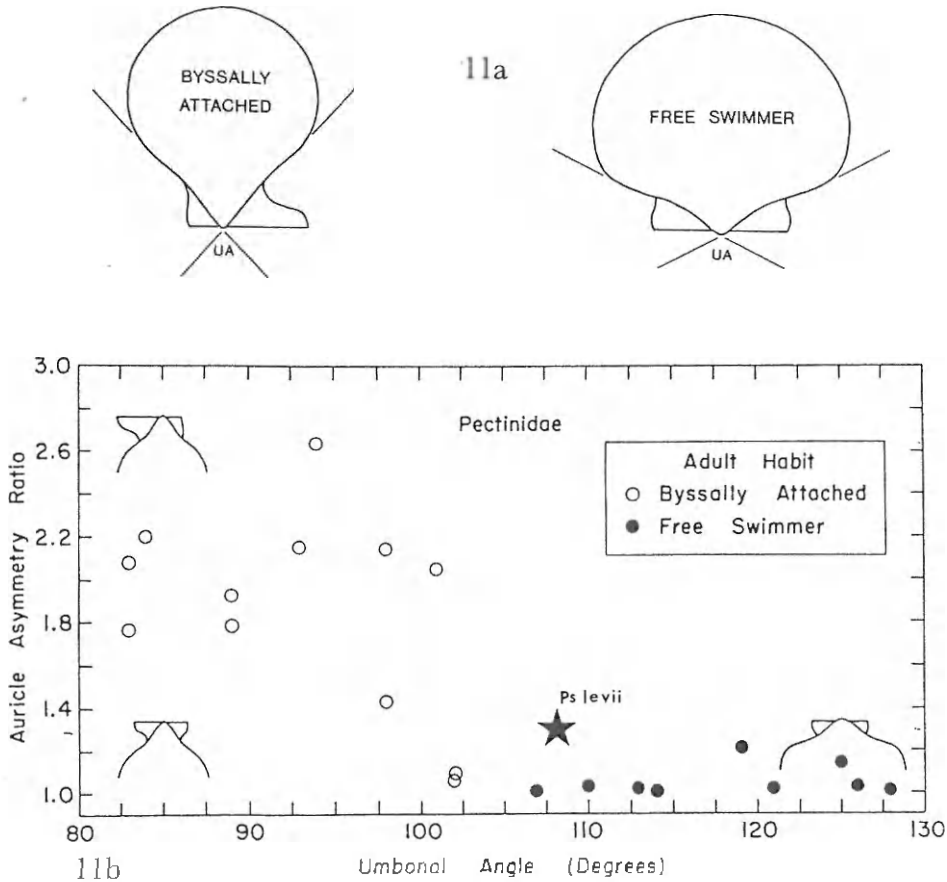 11a
BYSSALLY
ATTACHED
FREE SWIMMER
UA
UA
3.0
2.6
2.2
1.8
1.4
1.0
Auricle Asymmetry Ratio
Pectinidae
Adult Habit
Byssally Attached
Free Swimmer
Ps levii
80
90
100
110
120
130
11b
Umbonal Angle (Degrees)